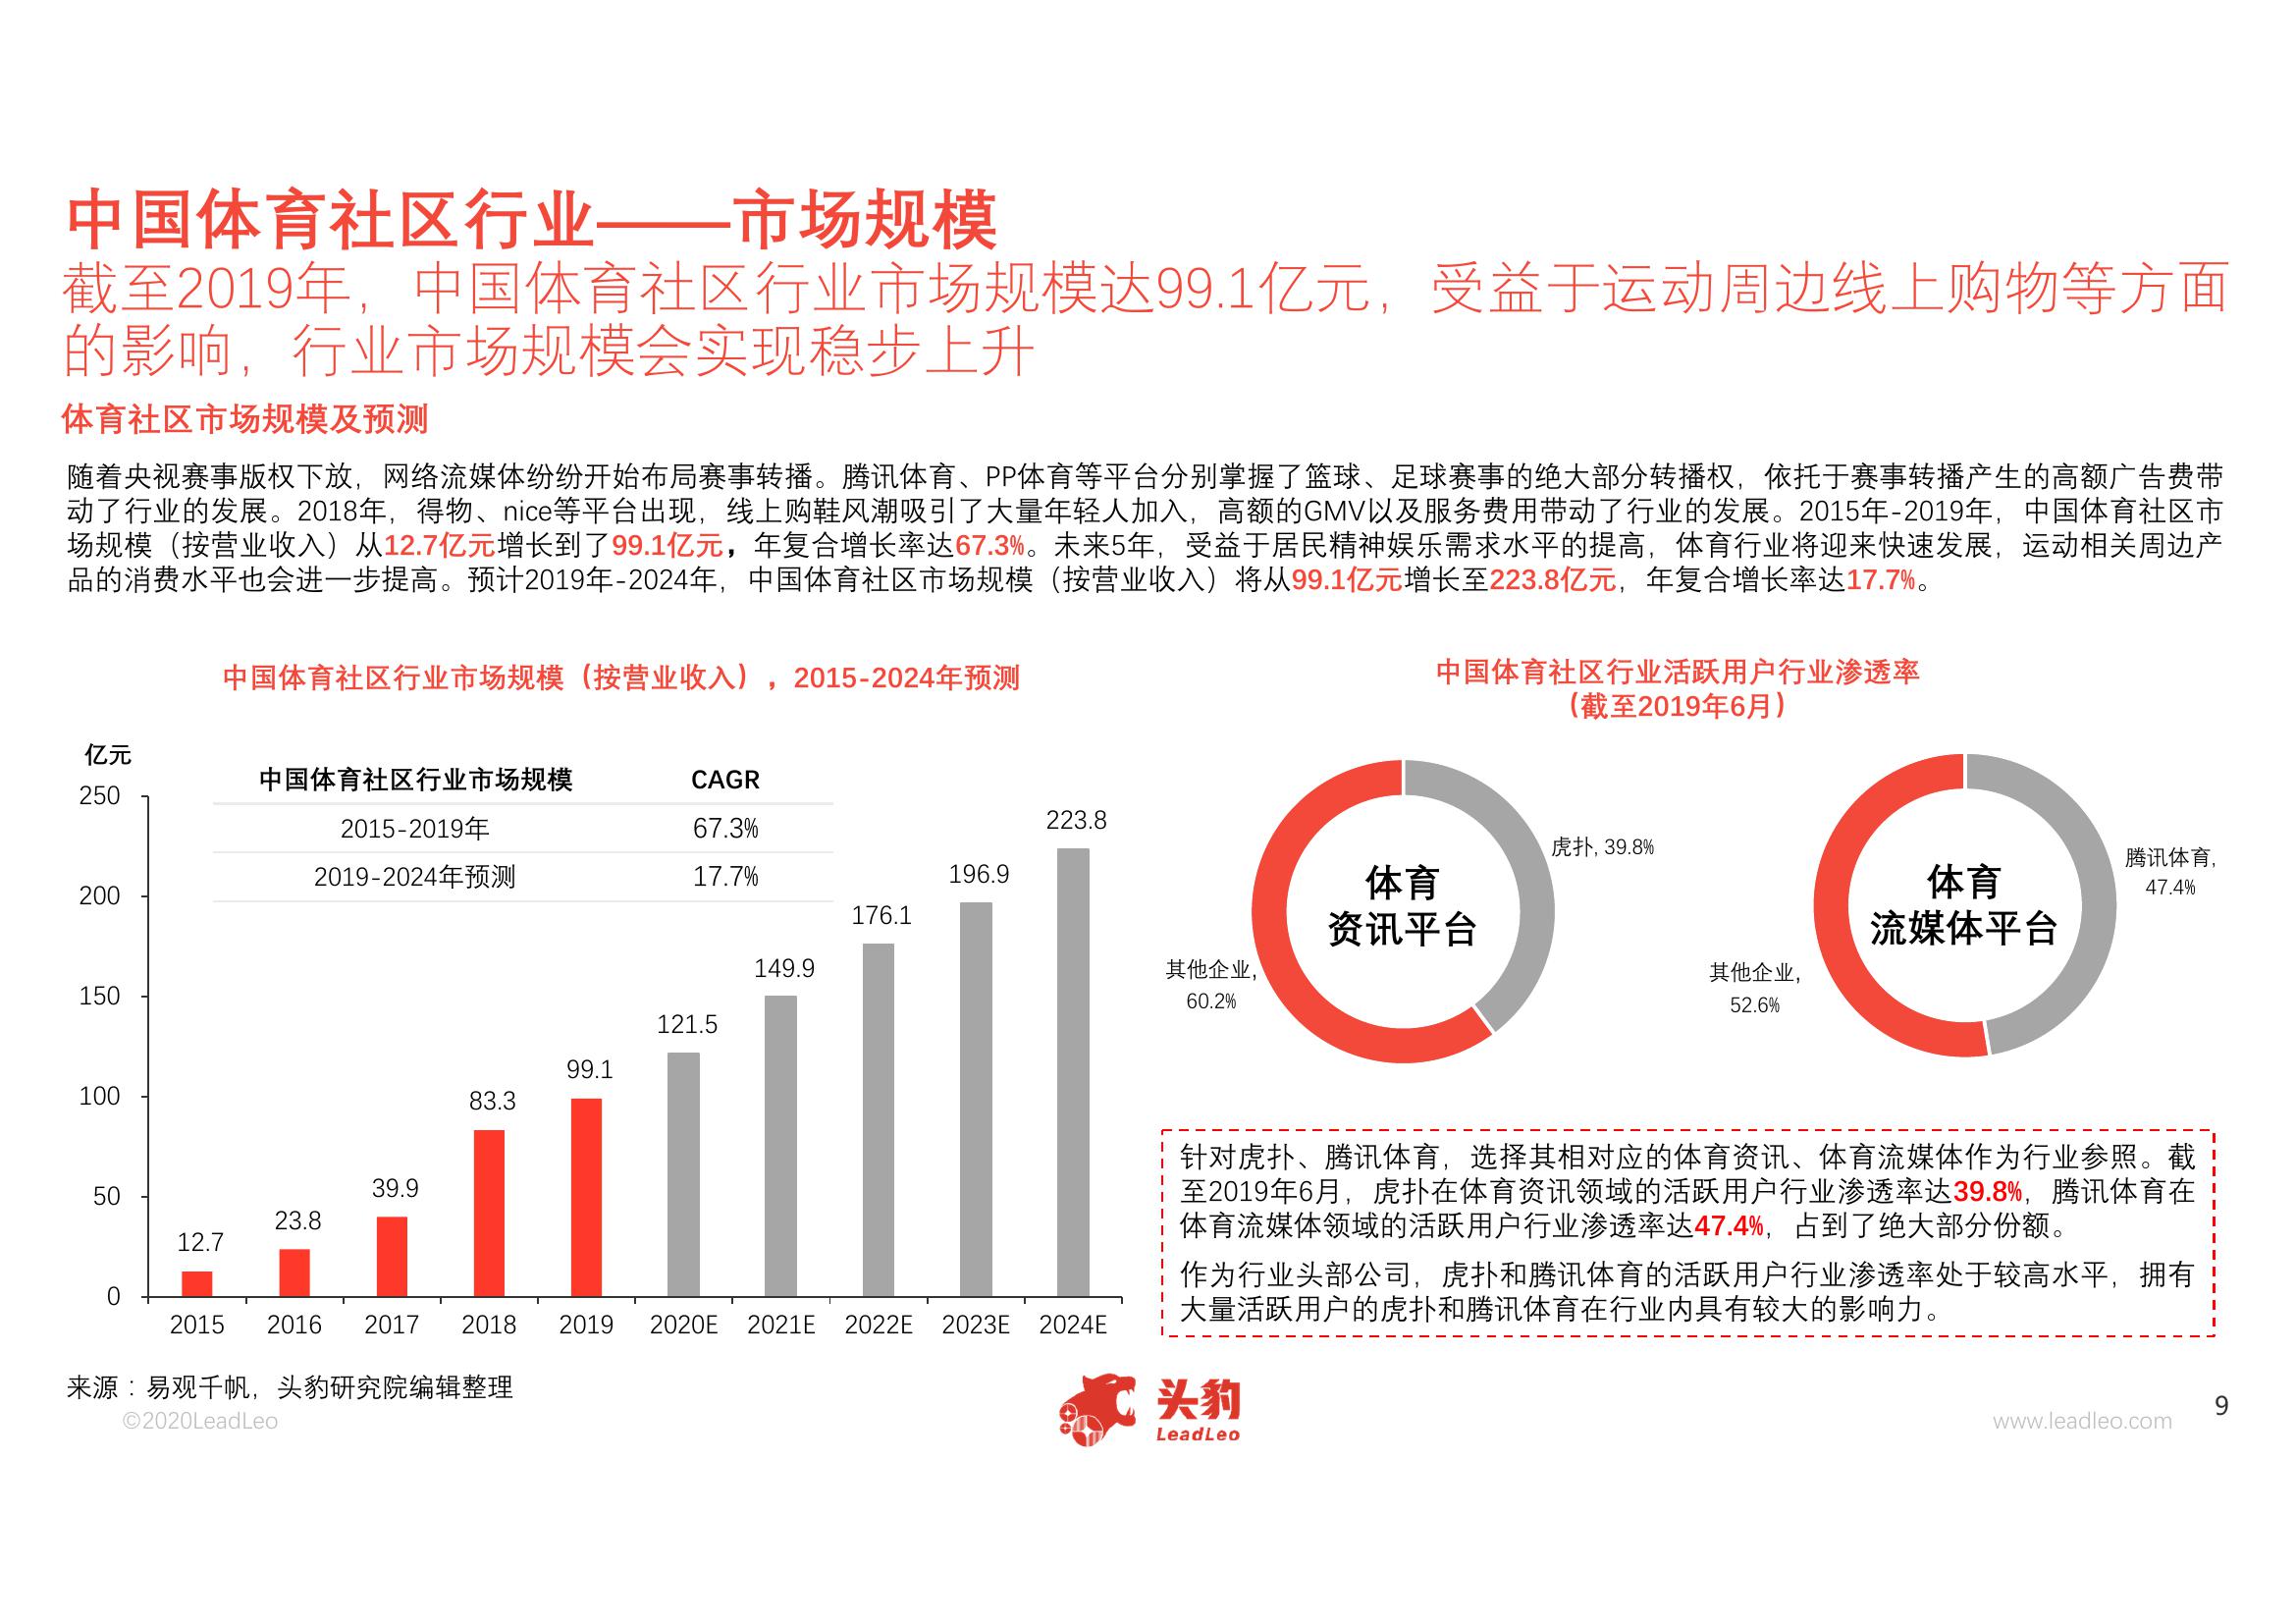 中国体育社区行业——市场规模
截至2019年，中国体育社区行业市场规模达99.1亿元，受益于运动周边线上购物等方面
的影响，行业市场规模会实现稳步上升
体育社区市场规模及预测
随着央视赛事版权下放，网络流媒体纷纷开始布局赛事转播。腾讯体育、PP体育等平台分别掌握了篮球、足球赛事的绝大部分转播权，依托于赛事转播产生的高额广告费带
动了行业的发展。2018年，得物、nice等平台出现，线上购鞋风潮吸引了大量年轻人加入，高额的GMV以及服务费用带动了行业的发展。2015年-2019年，中国体育社区市
场规模（按营业收入）从12.7亿元增长到了99.1亿元，年复合增长率达67.3%。未来5年，受益于居民精神娱乐需求水平的提高，体育行业将迎来快速发展，运动相关周边产
品的消费水平也会进一步提高。预计2019年-2024年，中国体育社区市场规模（按营业收入）将从99.1亿元增长至223.8亿元，年复合增长率达17.7%。
中国体育社区行业市场规模（按营业收入），2015-2024年预测
亿元
中国体育社区行业市场规模 CAGR
2015-2019年 67.3%
2019-2024年预测 17.7%
250
200
150
100
50
0
12.7
23.8
39.9
83.3
99.1
121.5
149.9
176.1
196.9
223.8
2015 2016 2017 2018 2019 2020E 2021E 2022E 2023E 2024E
中国体育社区行业活跃用户行业渗透率
（截至2019年6月）
体育
资讯平台
虎扑, 39.8%
其他企业,
60.2%
体育
流媒体平台
腾讯体育,
47.4%
其他企业,
52.6%
针对虎扑、腾讯体育，选择其相对应的体育资讯、体育流媒体作为行业参照。截
至2019年6月，虎扑在体育资讯领域的活跃用户行业渗透率达39.8%，腾讯体育在
体育流媒体领域的活跃用户行业渗透率达47.4%，占到了绝大部分份额。
作为行业头部公司，虎扑和腾讯体育的活跃用户行业渗透率处于较高水平，拥有
大量活跃用户的虎扑和腾讯体育在行业内具有较大的影响力。
来源：易观千帆，头豹研究院编辑整理
©2020LeadLeo
头豹
LeadLeo
www.leadleo.com
9